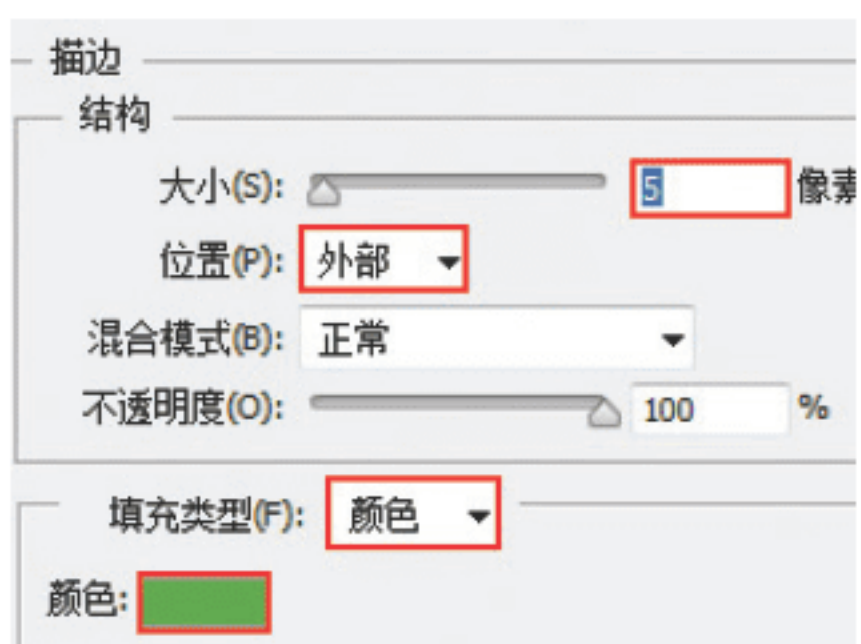 描边
结构
大小(S): 5 像素
位置(P): 外部
混合模式(B): 正常
不透明度(O): 100 %
填充类型(F): 颜色
颜色: